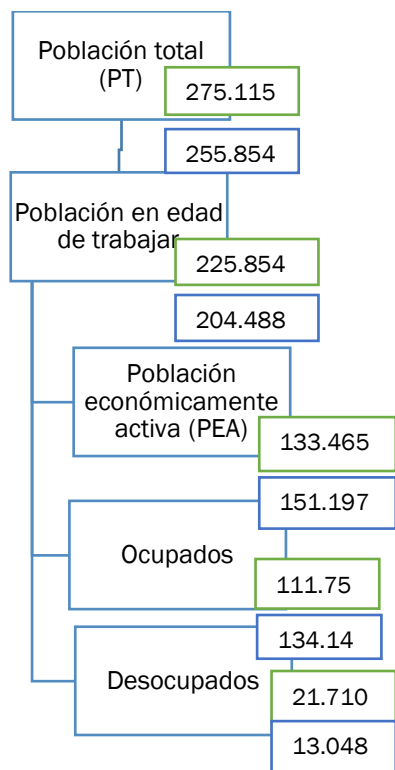 Población total
(PT)
275.115
255.854
Población en edad
de trabajar
225.854
204.488
Población
económicamente
activa (PEA)
133.465
151.197
Ocupados
111.75
134.14
Desocupados
21.710
13.048